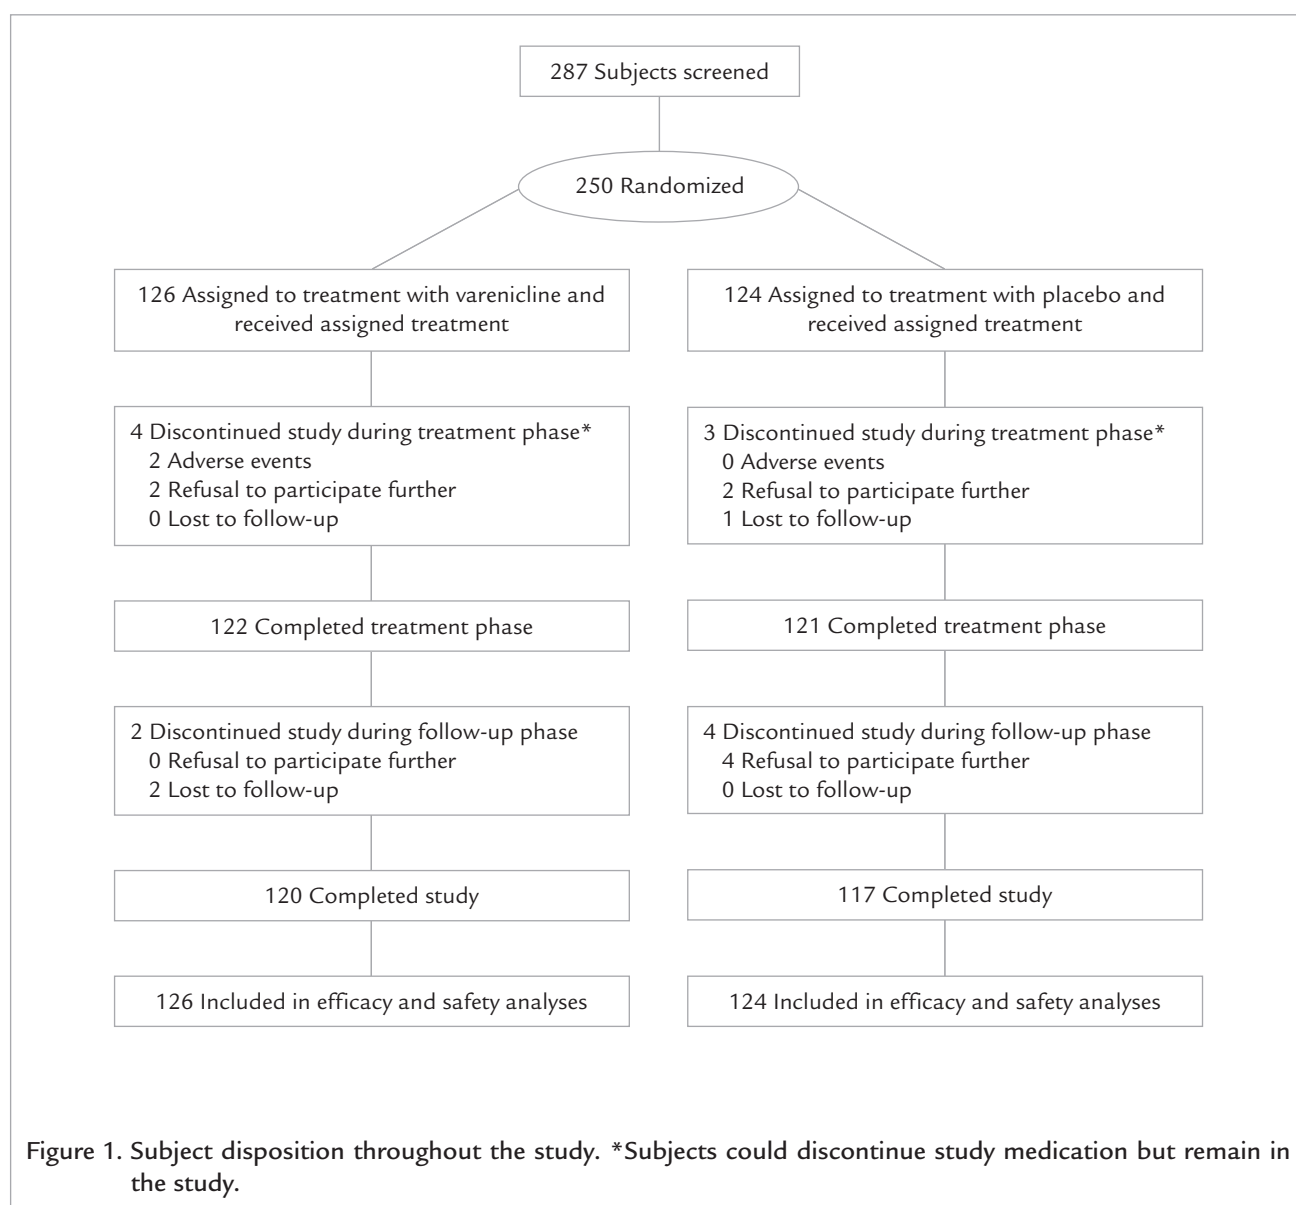 287 Subjects screened
250 Randomized
126 Assigned to treatment with varenicline and
received assigned treatment
124 Assigned to treatment with placebo and
received assigned treatment
4 Discontinued study during treatment phase*
2 Adverse events
2 Refusal to participate further
0 Lost to follow-up
3 Discontinued study during treatment phase*
0 Adverse events
2 Refusal to participate further
1 Lost to follow-up
122 Completed treatment phase
121 Completed treatment phase
2 Discontinued study during follow-up phase
0 Refusal to participate further
2 Lost to follow-up
4 Discontinued study during follow-up phase
4 Refusal to participate further
0 Lost to follow-up
120 Completed study
117 Completed study
126 Included in efficacy and safety analyses
124 Included in efficacy and safety analyses
Figure 1. Subject disposition throughout the study. *Subjects could discontinue study medication but remain in
the study.